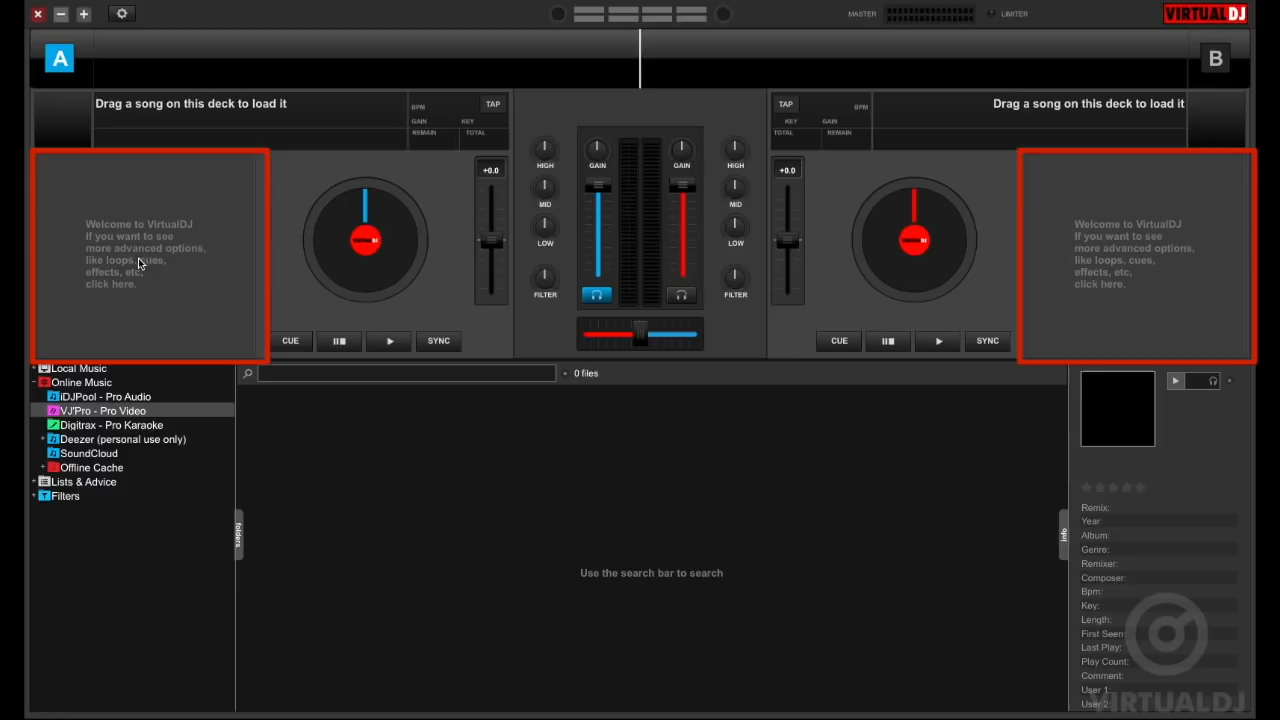 MASTER
LIMITER
VIRTUALDJ
A
B
Drag a song on this deck to load it
BPM
TAP
GAIN
KEY
REMAIN
TOTAL
TAP
BPM
KEY
GAIN
TOTAL
REMAIN
Drag a song on this deck to load it
Welcome to VirtualDJ
If you want to see
more advanced options,
like loops, cues,
effects, etc,
click here.
+0.0
HIGH
MID
LOW
FILTER
GAIN
GAIN
HIGH
MID
LOW
FILTER
+0.0
Welcome to VirtualDJ
If you want to see
more advanced options,
like loops, cues,
effects, etc,
click here.
CUE
SYNC
CUE
SYNC
Local Music
Online Music
iDJPool - Pro Audio
VJ'Pro - Pro Video
Digitrax - Pro Karaoke
Deezer (personal use only)
SoundCloud
Offline Cache
Lists & Advice
Filters
folders
0 files
Use the search bar to search
info
Remix:
Year:
Album:
Genre:
Remixer:
Composer:
Bpm:
Key:
Length:
First Seen:
Last Play:
Play Count:
Comment:
User 1:
User 2:
VIRTUALDJ